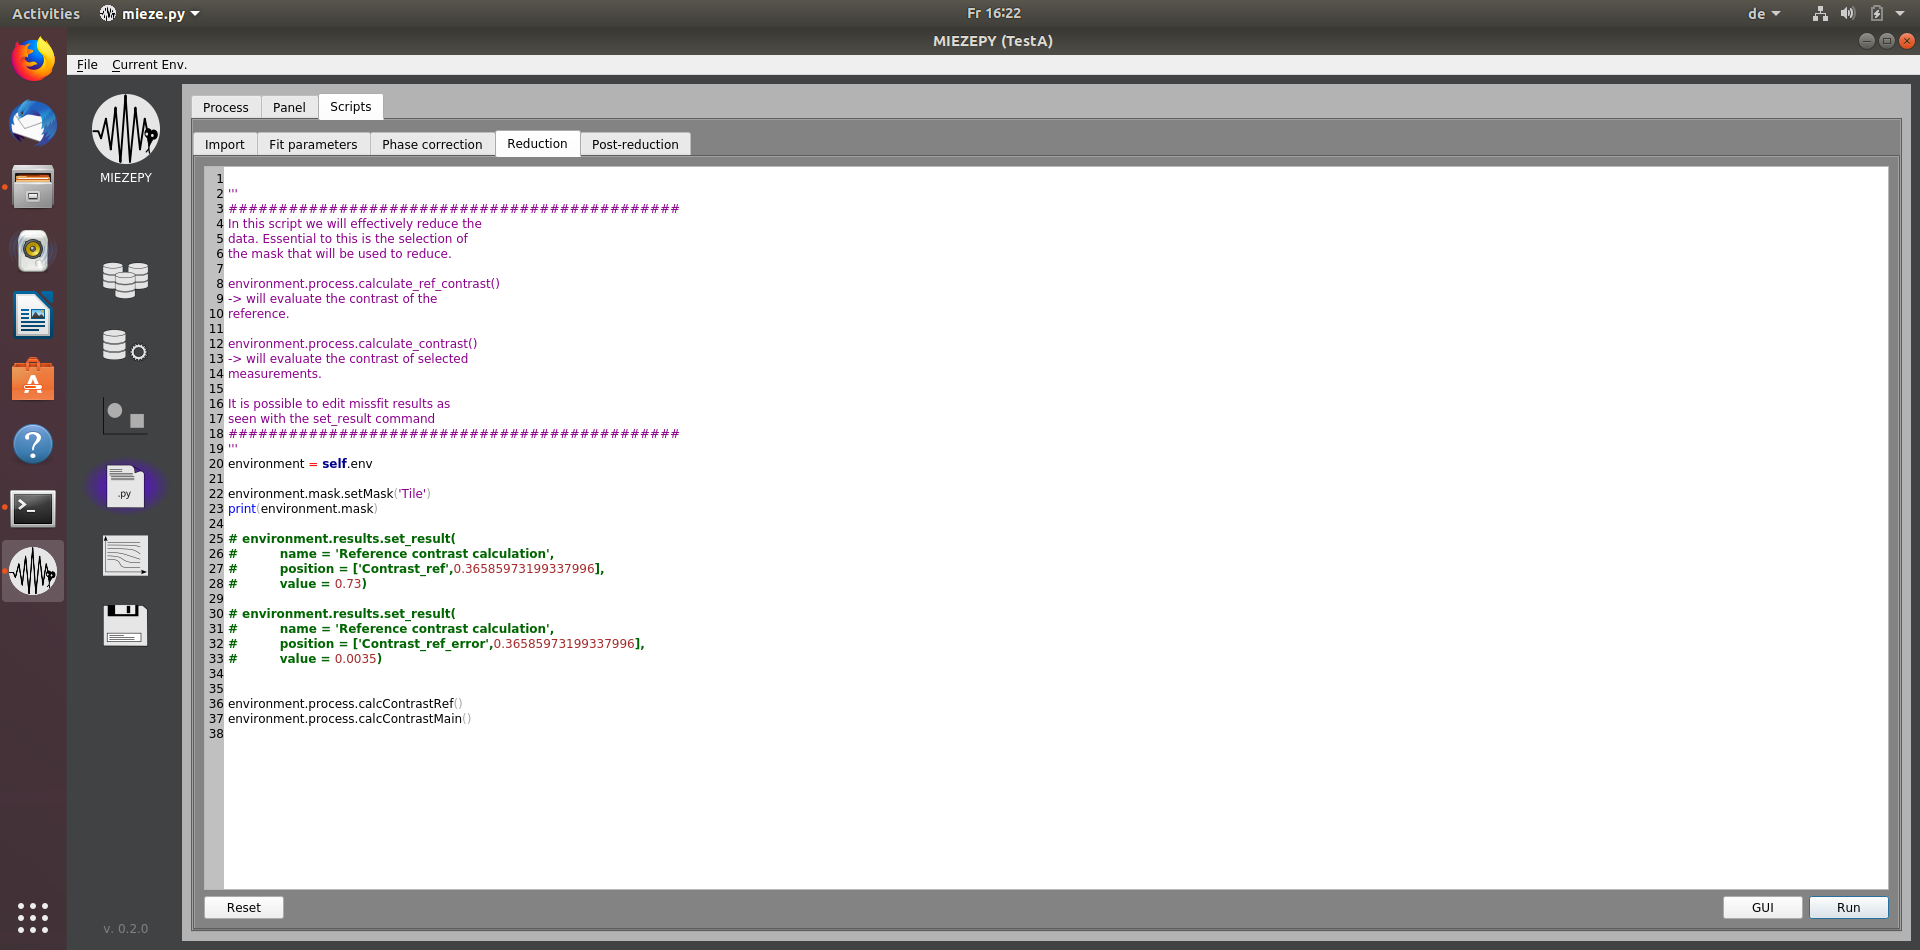 Activities mieze.py Fr 16:22 de
MIEZEPY (TestA)
File Current Env.
MIEZEPY
.py
v. 0.2.0
Process Panel Scripts
Import Fit parameters Phase correction Reduction Post-reduction
1
2 '''
3 #############################################
4 In this script we will effectively reduce the
5 data. Essential to this is the selection of
6 the mask that will be used to reduce.
7
8 environment.process.calculate_ref_contrast()
9 -> will evaluate the contrast of the
10 reference.
11
12 environment.process.calculate_contrast()
13 -> will evaluate the contrast of selected
14 measurements.
15
16 It is possible to edit missfit results as
17 seen with the set_result command
18 #############################################
19 '''
20 environment = self.env
21
22 environment.mask.setMask('Tile')
23 print(environment.mask)
24
25 # environment.results.set_result(
26 # name = 'Reference contrast calculation',
27 # position = ['Contrast_ref',0.36585973199337996],
28 # value = 0.73)
29
30 # environment.results.set_result(
31 # name = 'Reference contrast calculation',
32 # position = ['Contrast_ref_error',0.36585973199337996],
33 # value = 0.0035)
34
35
36 environment.process.calcContrastRef()
37 environment.process.calcContrastMain()
38
Reset GUI Run